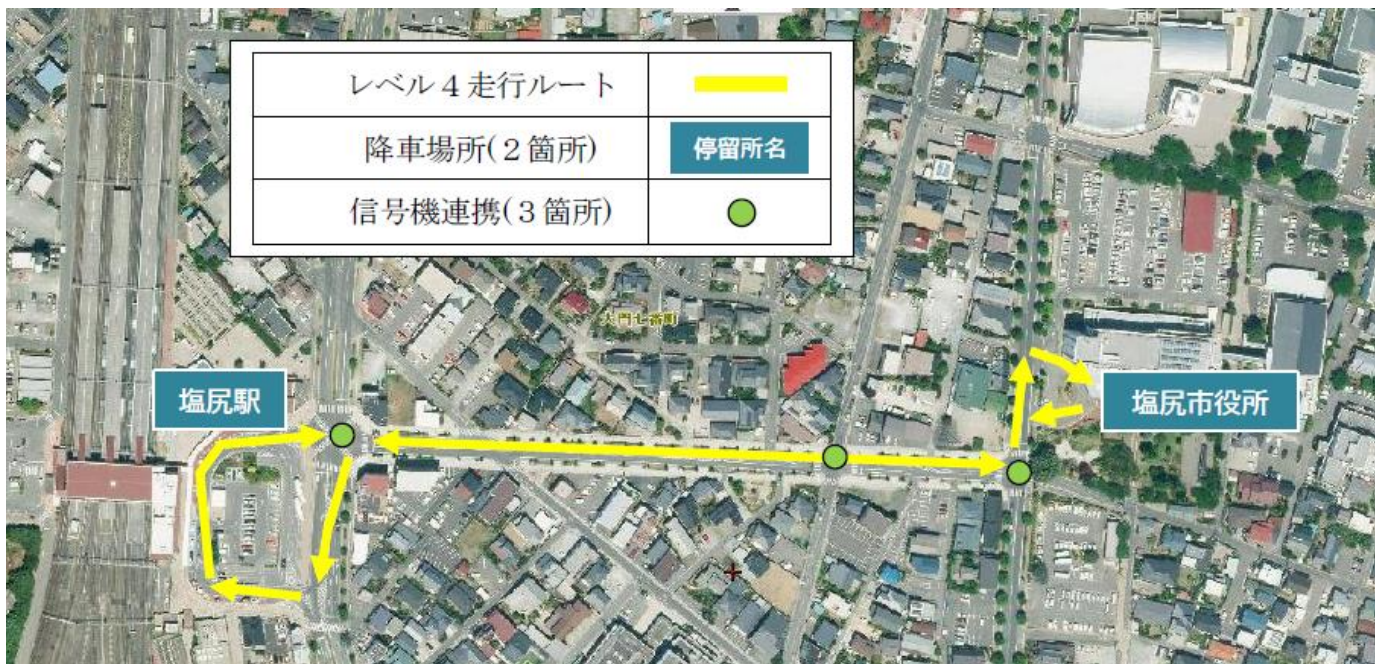 レベル4走行ルート
降車場所(2箇所)
停留所名
信号機連携(3箇所)
大門七番町
塩尻駅
塩尻市役所